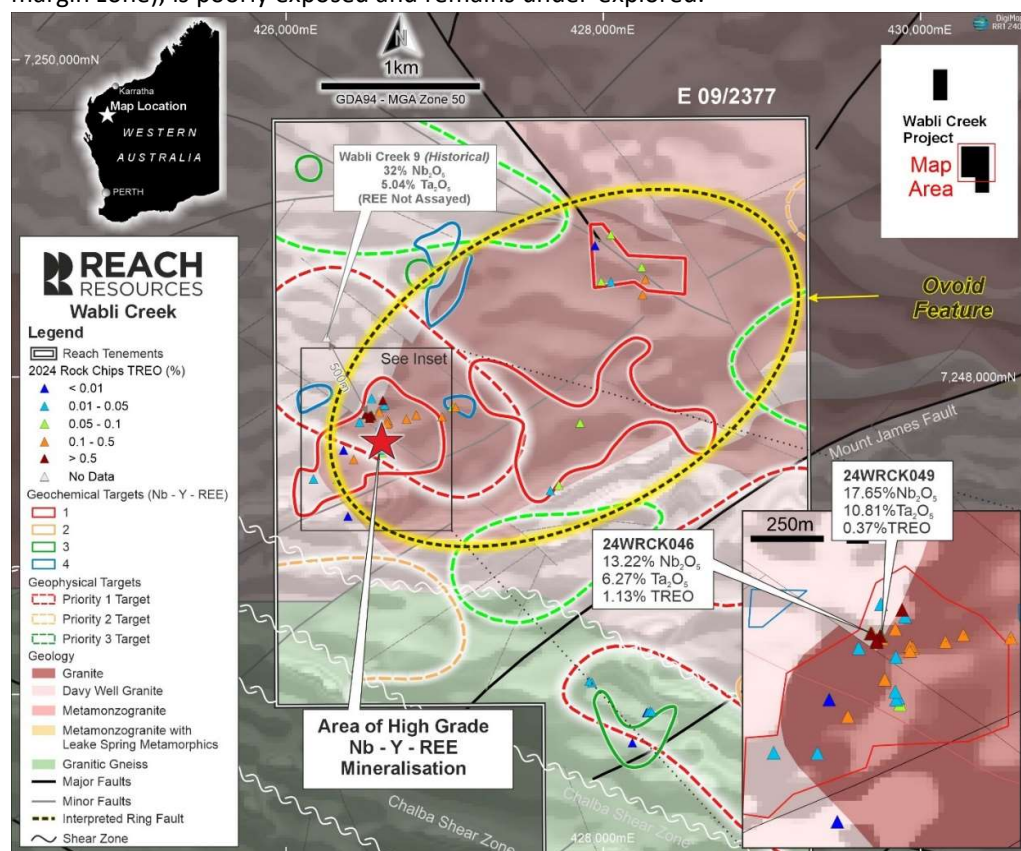 margin zone), is poorly exposed and remains under-explored.
426,000mE
428,000mE
430,000mE
7,250,000mN
N
1km
GDA94 - MGA Zone 50
E 09/2377
Karratha
Map Location
WESTERN
AUSTRALIA
PERTH
Wabli Creek
Project
Map
Area
Wabli Creek 9 (Historical)
32% Nb₂O₅
5.04% Ta₂O₅
(REE Not Assayed)
Ovoid
Feature
500m
See Inset
7,248,000mN
Mount James Fault
REACH
RESOURCES
Wabli Creek
Legend
Reach Tenements
2024 Rock Chips TREO (%)
< 0.01
0.01 - 0.05
0.05 - 0.1
0.1 - 0.5
> 0.5
No Data
Geochemical Targets (Nb - Y - REE)
1
2
3
4
Geophysical Targets
Priority 1 Target
Priority 2 Target
Priority 3 Target
Geology
Granite
Davy Well Granite
Metamonzogranite
Metamonzogranite with
Leake Spring Metamorphics
Granitic Gneiss
Major Faults
Minor Faults
Interpreted Ring Fault
Shear Zone
24WRCK049
17.65%Nb₂O₅
10.81%Ta₂O₅
0.37%TREO
24WRCK046
13.22% Nb₂O₅
6.27% Ta₂O₅
1.13% TREO
250m
Area of High Grade
Nb - Y - REE
Mineralisation
Chalba Shear Zone
Chalba Shear Zone
428,000mE